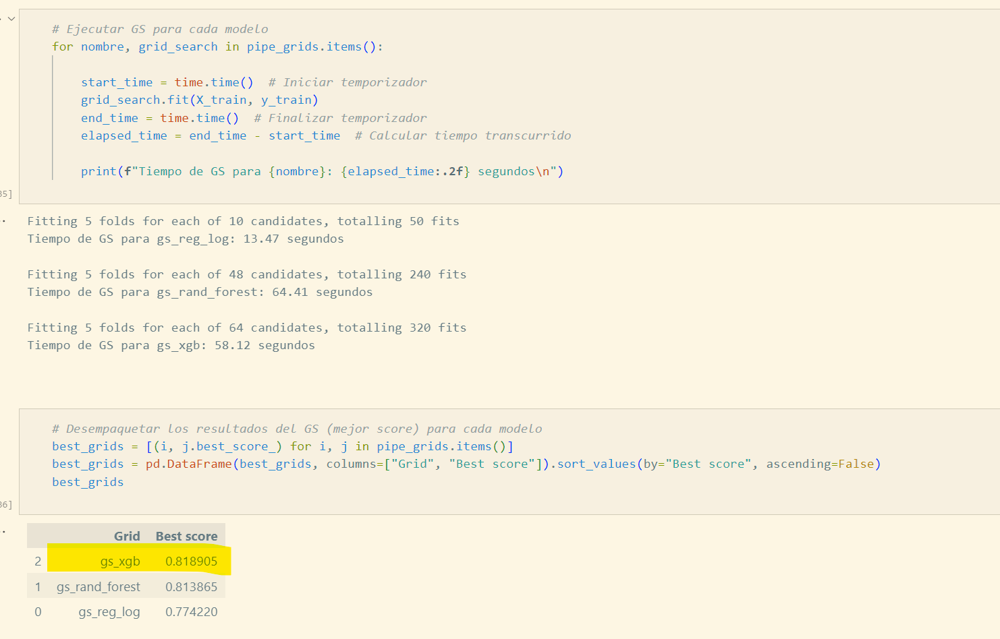 # Ejecutar GS para cada modelo
for nombre, grid_search in pipe_grids.items():
start_time = time.time()  # Iniciar temporizador
grid_search.fit(X_train, y_train)
end_time = time.time()  # Finalizar temporizador
elapsed_time = end_time - start_time  # Calcular tiempo transcurrido
print(f"Tiempo de GS para {nombre}: {elapsed_time:.2f} segundos\n")
35]
Fitting 5 folds for each of 10 candidates, totalling 50 fits
Tiempo de GS para gs_reg_log: 13.47 segundos
Fitting 5 folds for each of 48 candidates, totalling 240 fits
Tiempo de GS para gs_rand_forest: 64.41 segundos
Fitting 5 folds for each of 64 candidates, totalling 320 fits
Tiempo de GS para gs_xgb: 58.12 segundos
# Desempaquetar los resultados del GS (mejor score) para cada modelo
best_grids = [(i, j.best_score_) for i, j in pipe_grids.items()]
best_grids = pd.DataFrame(best_grids, columns=["Grid", "Best score"]).sort_values(by="Best score", ascending=False)
best_grids
36]
Grid Best score
2 gs_xgb 0.818905
1 gs_rand_forest 0.813865
0 gs_reg_log 0.774220